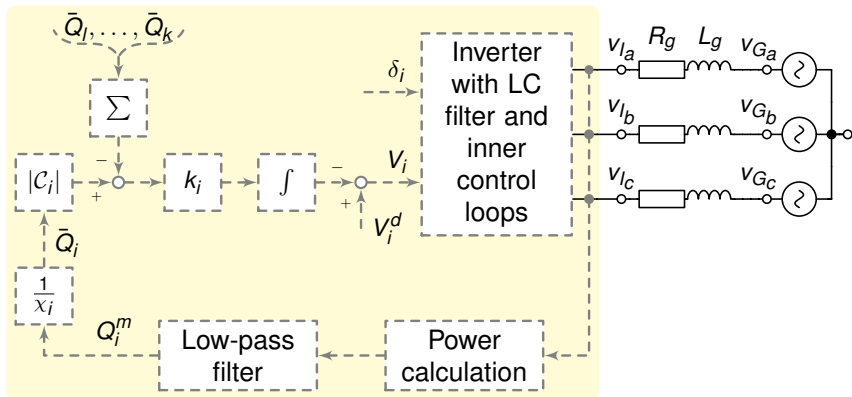 Q̄_l, . . . , Q̄_k
∑
δ_i
Inverter
with LC
filter and
inner
control
loops
v_{I_a}
R_g
L_g
v_{G_a}
v_{I_b}
v_{G_b}
v_{I_c}
v_{G_c}
|𝒞_i|
−
+
k_i
∫
−
+
V_i
V_i^d
Q̄_i
1/χ_i
Q_i^m
Low-pass
filter
Power
calculation